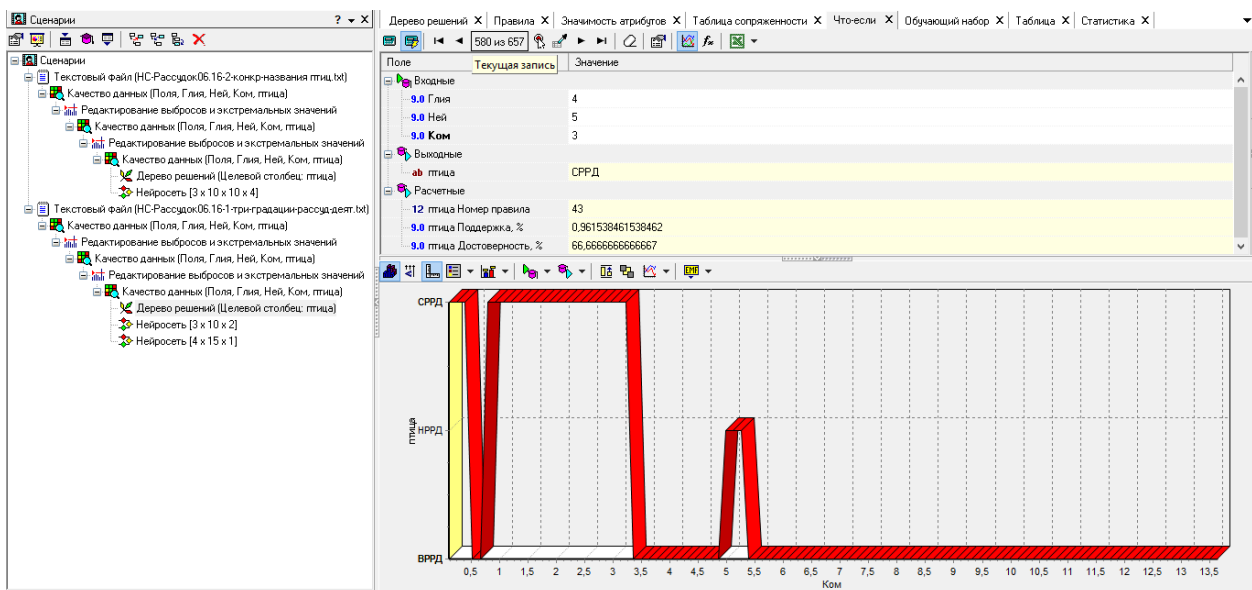 Сценарии
? X
Сценарии
Текстовый файл (НС-Рассудок06.16-2-конкр-названия птиц.txt)
Качество данных (Поля, Глия, Ней, Ком, птица)
Редактирование выбросов и экстремальных значений
Качество данных (Поля, Глия, Ней, Ком, птица)
Редактирование выбросов и экстремальных значений
Качество данных (Поля, Глия, Ней, Ком, птица)
Дерево решений (Целевой столбец: птица)
Нейросеть [3 x 10 x 10 x 4]
Текстовый файл (НС-Рассудок06.16-1-три-градации-рассуд-деят.txt)
Качество данных (Поля, Глия, Ней, Ком, птица)
Редактирование выбросов и экстремальных значений
Качество данных (Поля, Глия, Ней, Ком, птица)
Редактирование выбросов и экстремальных значений
Качество данных (Поля, Глия, Ней, Ком, птица)
Дерево решений (Целевой столбец: птица)
Нейросеть [3 x 10 x 2]
Нейросеть [4 x 15 x 1]
Дерево решений X Правила X Значимость атрибутов X Таблица сопряженности X Что-если X Обучающий набор X Таблица X Статистика X
580 из 657
Поле Текущая запись Значение
Входные
9.0 Глия 4
9.0 Ней 5
9.0 Ком 3
Выходные
ab птица СРРД
Расчетные
12 птица Номер правила 43
9.0 птица Поддержка, % 0,961538461538462
9.0 птица Достоверность, % 66,6666666666667
EMF
СРРД
НРРД
ВРРД
птица
0,5 1 1,5 2 2,5 3 3,5 4 4,5 5 5,5 6 6,5 7 7,5 8 8,5 9 9,5 10 10,5 11 11,5 12 12,5 13 13,5
Ком